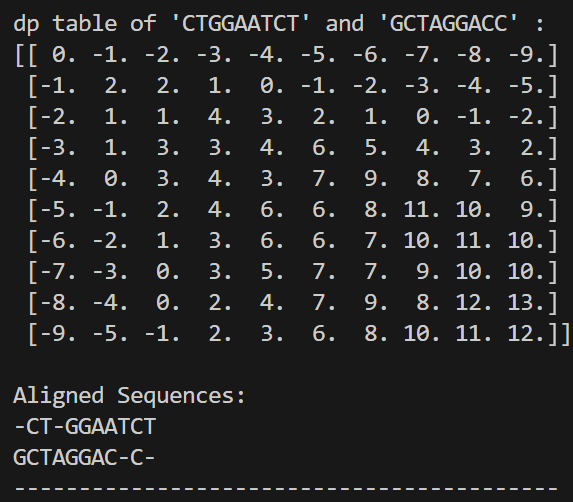 dp table of 'CTGGAATCT' and 'GCTAGGACC' :
[[ 0. -1. -2. -3. -4. -5. -6. -7. -8. -9.]
 [-1.  2.  2.  1.  0. -1. -2. -3. -4. -5.]
 [-2.  1.  1.  4.  3.  2.  1.  0. -1. -2.]
 [-3.  1.  3.  3.  4.  6.  5.  4.  3.  2.]
 [-4.  0.  3.  4.  3.  7.  9.  8.  7.  6.]
 [-5. -1.  2.  4.  6.  6.  8. 11. 10.  9.]
 [-6. -2.  1.  3.  6.  6.  7. 10. 11. 10.]
 [-7. -3.  0.  3.  5.  7.  7.  9. 10. 10.]
 [-8. -4.  0.  2.  4.  7.  9.  8. 12. 13.]
 [-9. -5. -1.  2.  3.  6.  8. 10. 11. 12.]]
Aligned Sequences:
-CT-GGAATCT
GCTAGGAC-C-
------------------------------------------